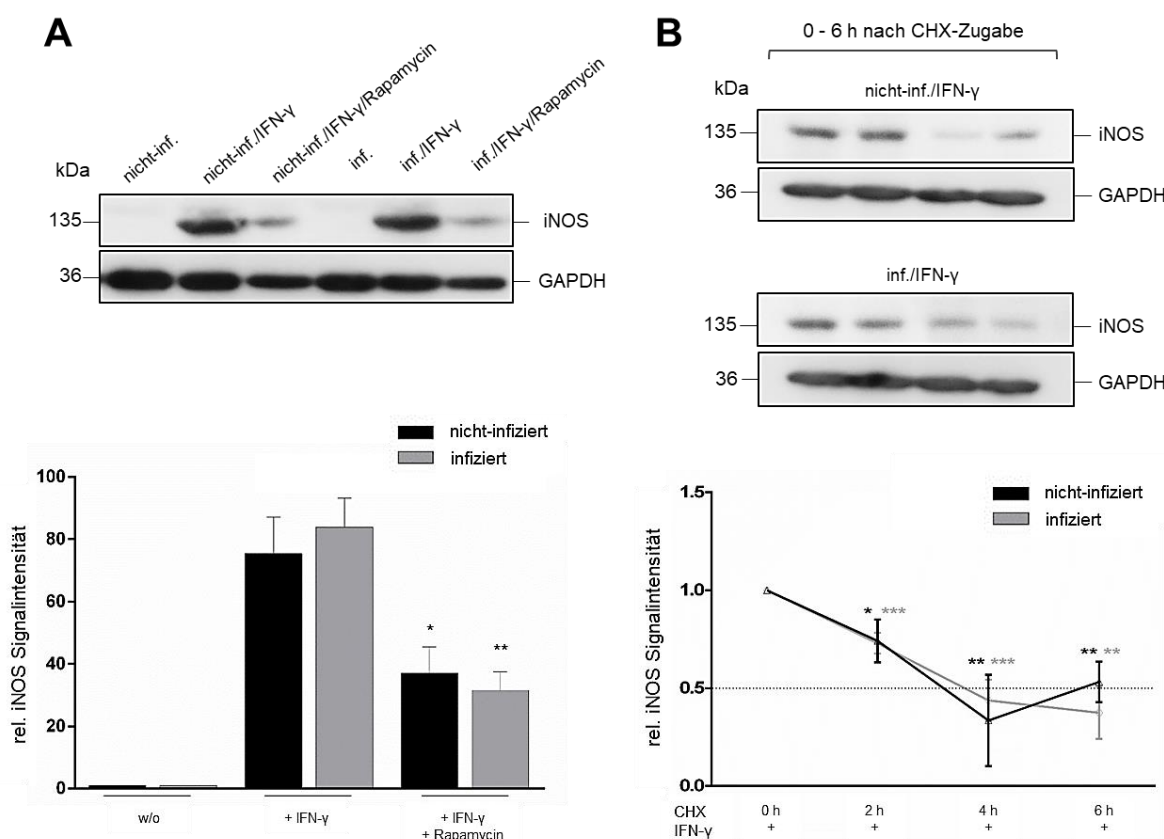 A
nicht-inf.
nicht-inf./IFN-γ
nicht-inf./IFN-γ/Rapamycin
inf.
inf./IFN-γ
inf./IFN-γ/Rapamycin
kDa
135
iNOS
36
GAPDH
nicht-infiziert
infiziert
rel. iNOS Signalintensität
100
80
60
40
20
0
*
**
w/o
+ IFN-γ
+ IFN-γ
+ Rapamycin
B
0 - 6 h nach CHX-Zugabe
kDa
nicht-inf./IFN-γ
135
iNOS
36
GAPDH
inf./IFN-γ
135
iNOS
36
GAPDH
nicht-infiziert
infiziert
rel. iNOS Signalintensität
1.5
1.0
0.5
0.0
* ***
** ***
** **
CHX 0 h 2 h 4 h 6 h
IFN-γ + + + +